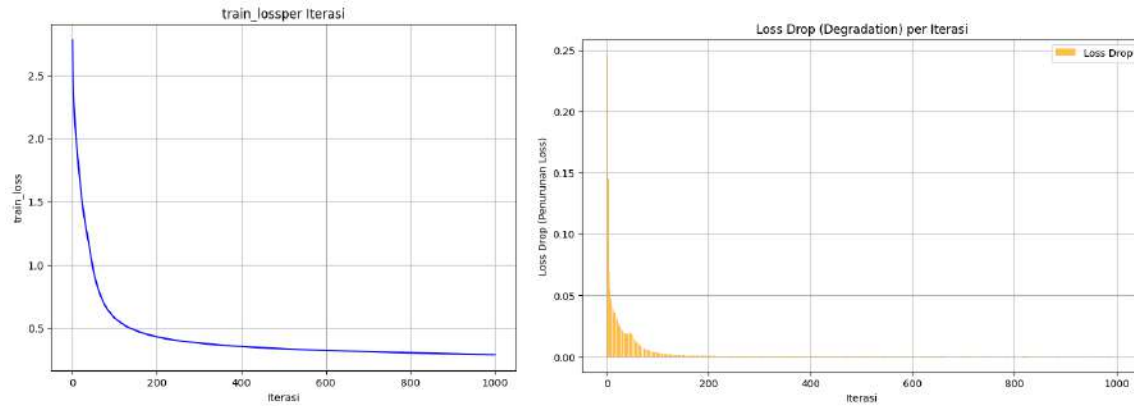 train_lossper Iterasi
2.5
2.0
1.5
1.0
0.5
train_loss
0 200 400 600 800 1000
Iterasi
Loss Drop (Degradation) per Iterasi
Loss Drop
0.25
0.20
0.15
0.10
0.05
0.00
Loss Drop (Penurunan Loss)
0 200 400 600 800 1000
Iterasi